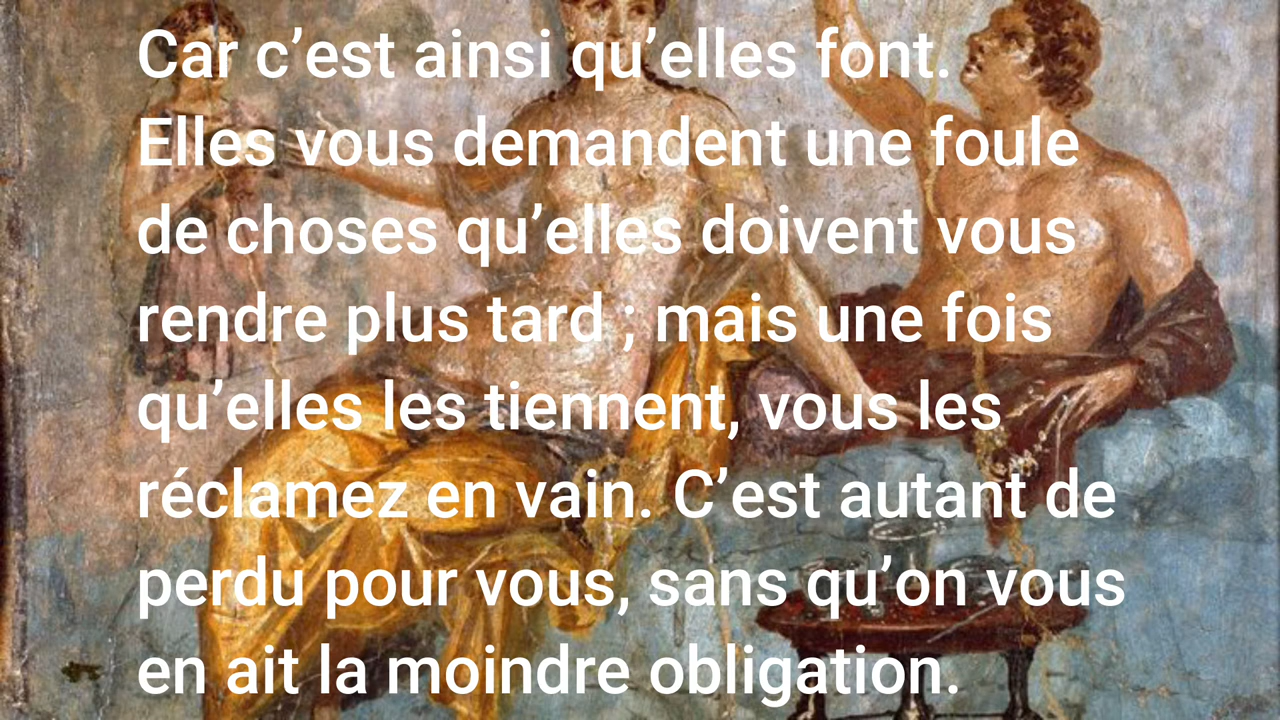 Car c’est ainsi qu’elles font.
Elles vous demandent une foule
de choses qu’elles doivent vous
rendre plus tard ; mais une fois
qu’elles les tiennent, vous les
réclamez en vain. C’est autant de
perdu pour vous, sans qu’on vous
en ait la moindre obligation.